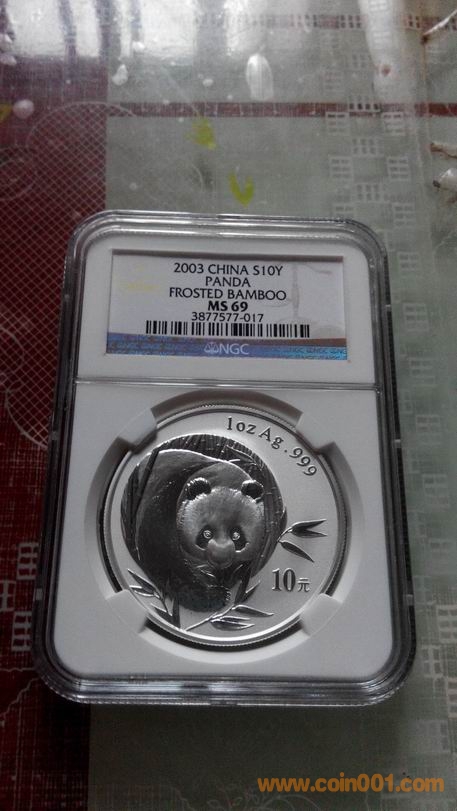 2003 CHINA S10Y
PANDA
FROSTED BAMBOO
MS 69
3877577-017
NGC
1oz Ag .999
10元
www.coin001.com